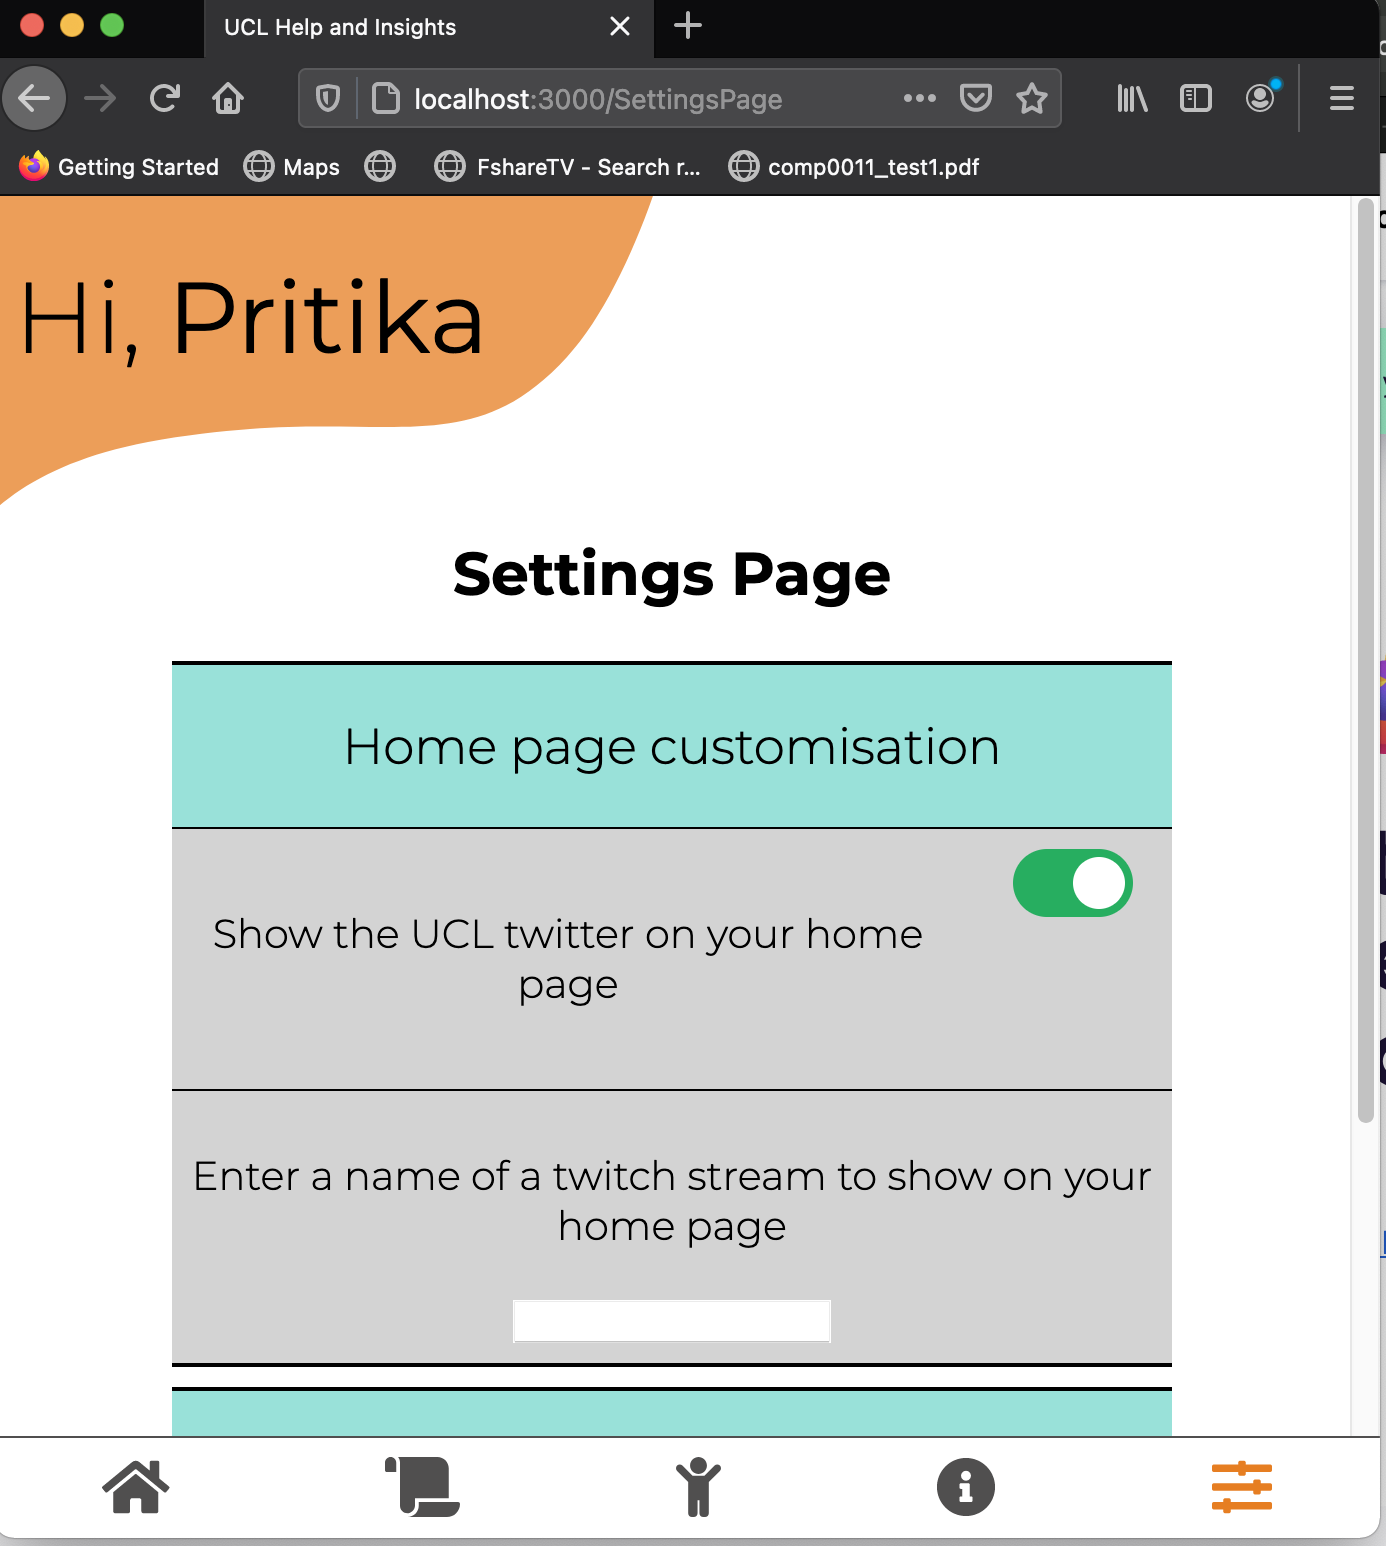 UCL Help and Insights
localhost:3000/SettingsPage
Getting Started Maps FshareTV - Search r... comp0011_test1.pdf
Hi, Pritika
Settings Page
Home page customisation
Show the UCL twitter on your home
page
Enter a name of a twitch stream to show on your
home page